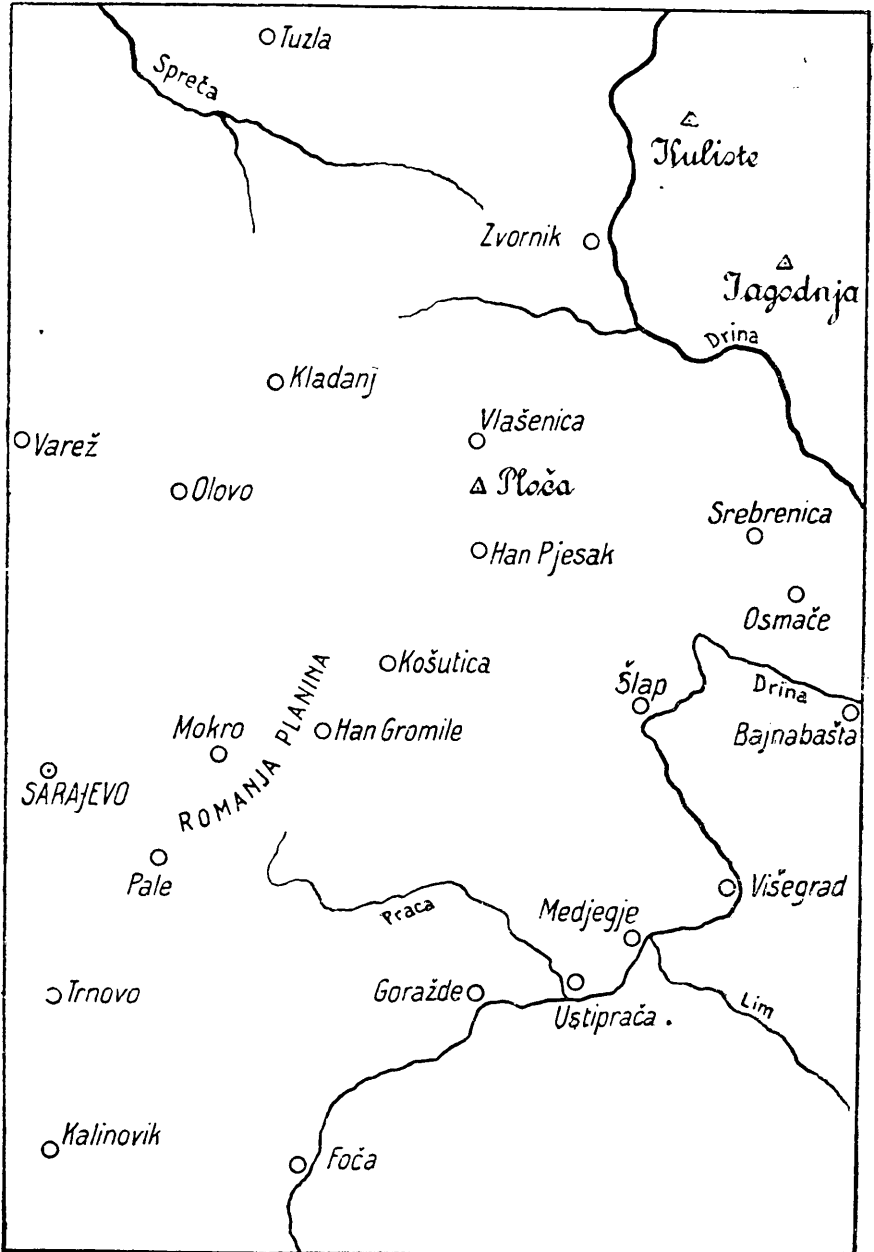 Tuzla
Spreča
Kuliste
Zvornik
Jagodnja
Drina
Kladanj
Vlašenica
Varež
Ploča
Olovo
Srebrenica
Han Pjesak
Osmače
Košutica
Šlap
Drina
Mokro
Han Gromile
Bajnabašta
ROMANJA PLANINA
SARAJEVO
Pale
Višegrad
Praca
Medjegje
Trnovo
Goražde
Lim
Ustiprača
Kalinovik
Foča